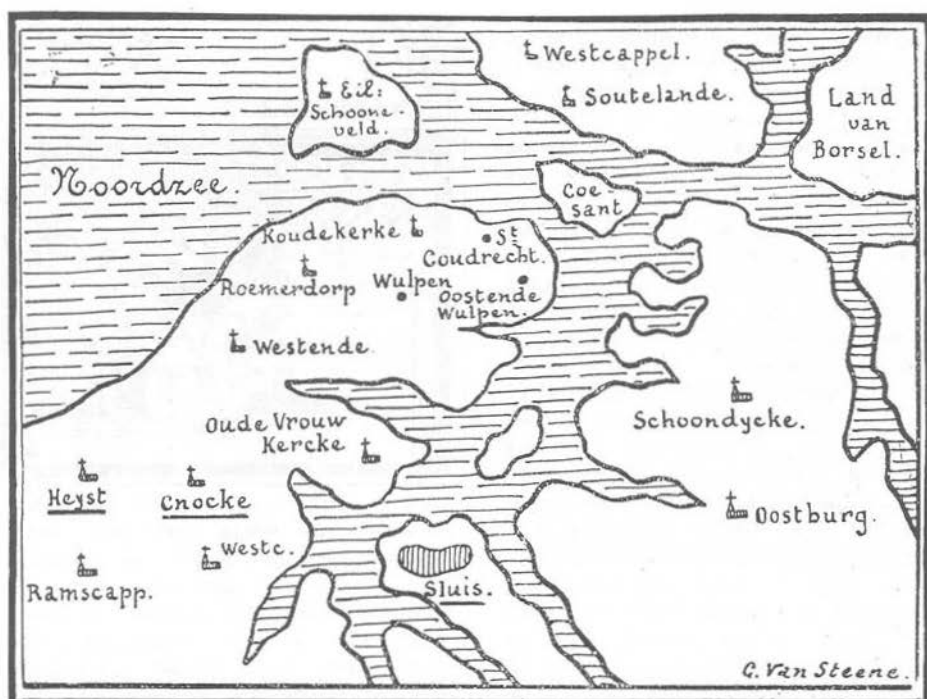 Westcappel.
Soutelande.
Eil:
Schoone-
veld.
Land
van
Borsel.
Noordzee.
Coe-
sant
Koudekerke
St
Coudrecht.
Roemerdorp
Wulpen
Oostende
Wulpen.
Westende.
Oude Vrouw
Kercke
Schoondycke.
Heyst
Cnocke
Oostburg.
Westc.
Ramscapp.
Sluis.
G. Van Steene.